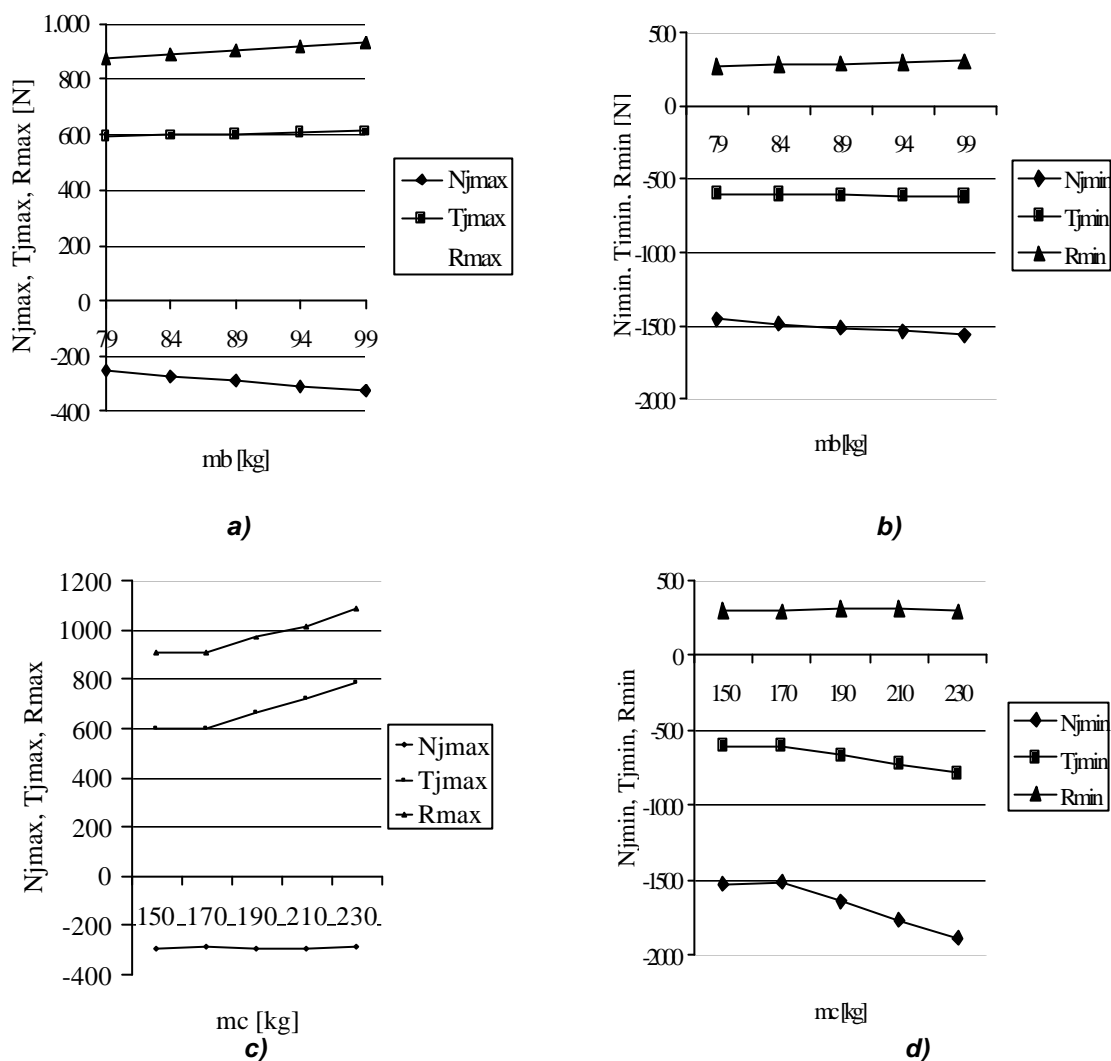 1.000
800
600
400
200
0
-200
-400
79 84 89 94 99
Njmax, Tjmax, Rmax [N]
mb [kg]
Njmax
Tjmax
Rmax
a)
500
0
-500
-1000
-1500
-2000
79 84 89 94 99
Njmin, Tjmin, Rmin [N]
mb [kg]
Njmin
Tjmin
Rmin
b)
1200
1000
800
600
400
200
0
-200
-400
150 170 190 210 230
Njmax, Tjmax, Rmax
mc [kg]
Njmax
Tjmax
Rmax
c)
500
0
-500
-1000
-1500
-2000
150 170 190 210 230
Njmin, Tjmin, Rmin
mc [kg]
Njmin
Tjmin
Rmin
d)